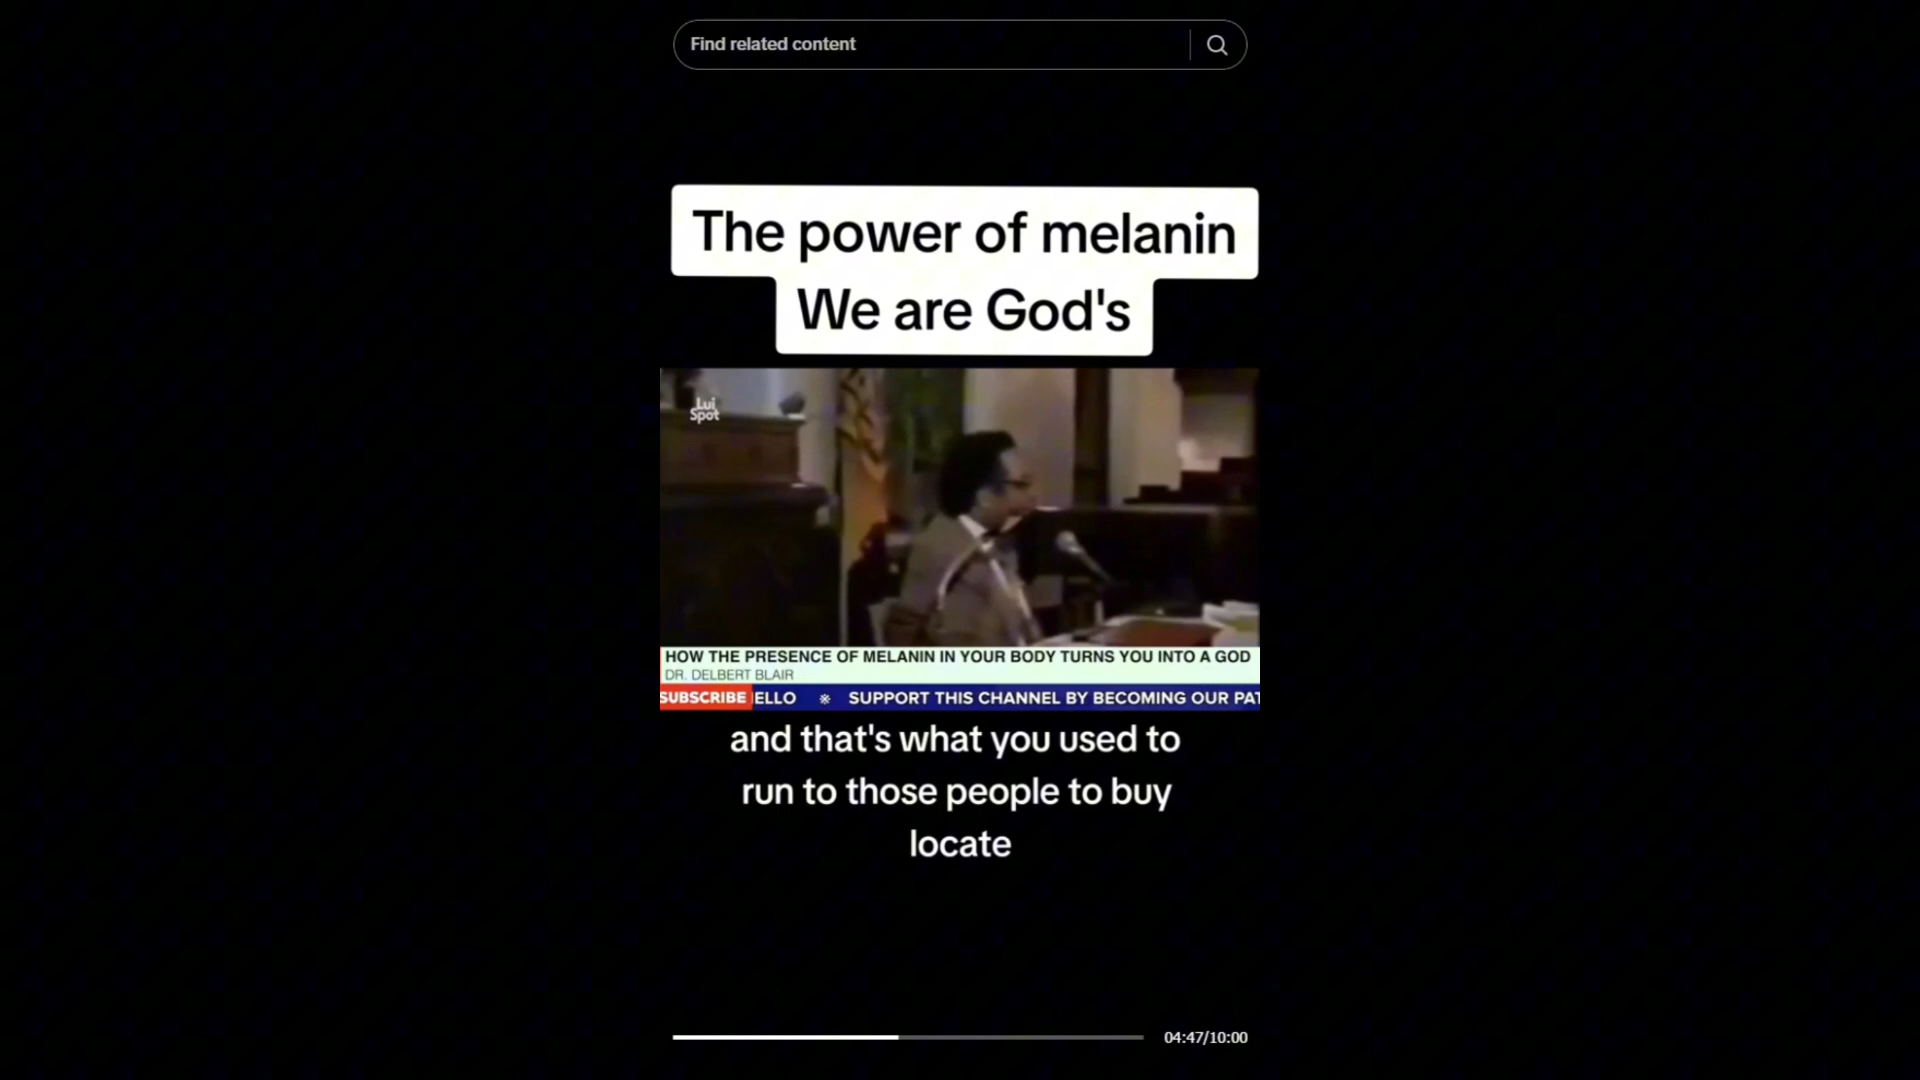 Find related content
The power of melanin
We are God's
Lui
Spot
HOW THE PRESENCE OF MELANIN IN YOUR BODY TURNS YOU INTO A GOD
DR. DELBERT BLAIR
SUBSCRIBE ELLO ※ SUPPORT THIS CHANNEL BY BECOMING OUR PAT
and that's what you used to
run to those people to buy
locate
04:47/10:00